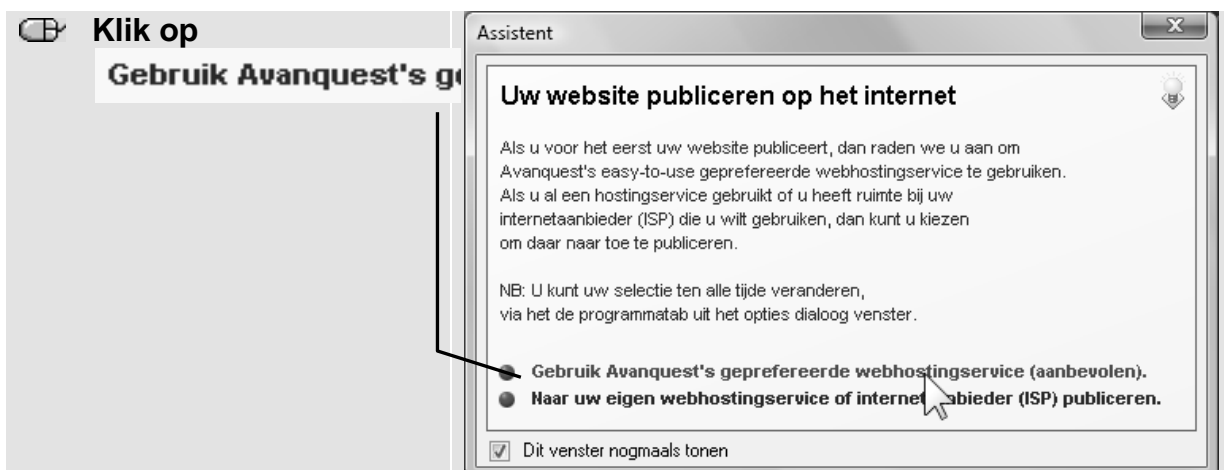 Klik op
Gebruik Avanquest's
Assistent
Uw website publiceren op het internet
Als u voor het eerst uw website publiceert, dan raden we u aan om
Avanquest's easy-to-use geprefereerde webhostingservice te gebruiken.
Als u al een hostingservice gebruikt of u heeft ruimte bij uw
internetaanbieder (ISP) die u wilt gebruiken, dan kunt u kiezen
om daar naar toe te publiceren.
NB: U kunt uw selectie ten alle tijde veranderen,
via het de programmatab uit het opties dialoog venster.
Gebruik Avanquest's geprefereerde webhostingservice (aanbevolen).
Naar uw eigen webhostingservice of internetaanbieder (ISP) publiceren.
Dit venster nogmaals tonen